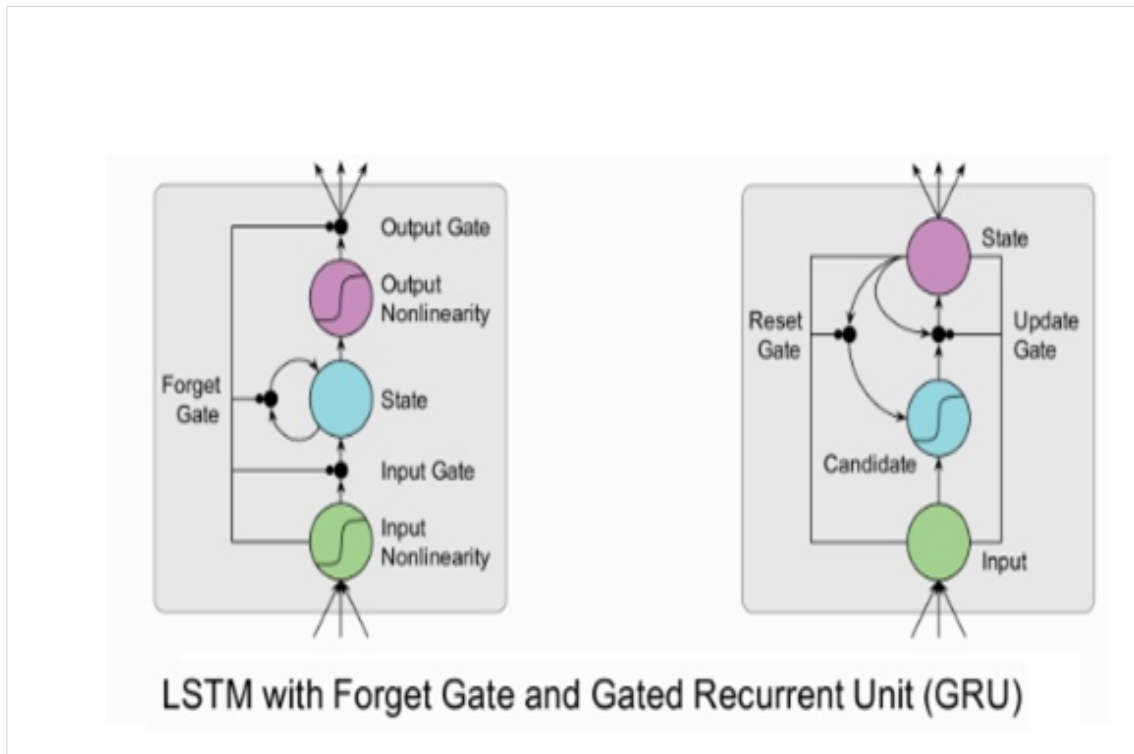 Output Gate
Output
Nonlinearity
Forget
Gate
State
Input Gate
Input
Nonlinearity
State
Reset
Gate
Update
Gate
Candidate
Input
LSTM with Forget Gate and Gated Recurrent Unit (GRU)